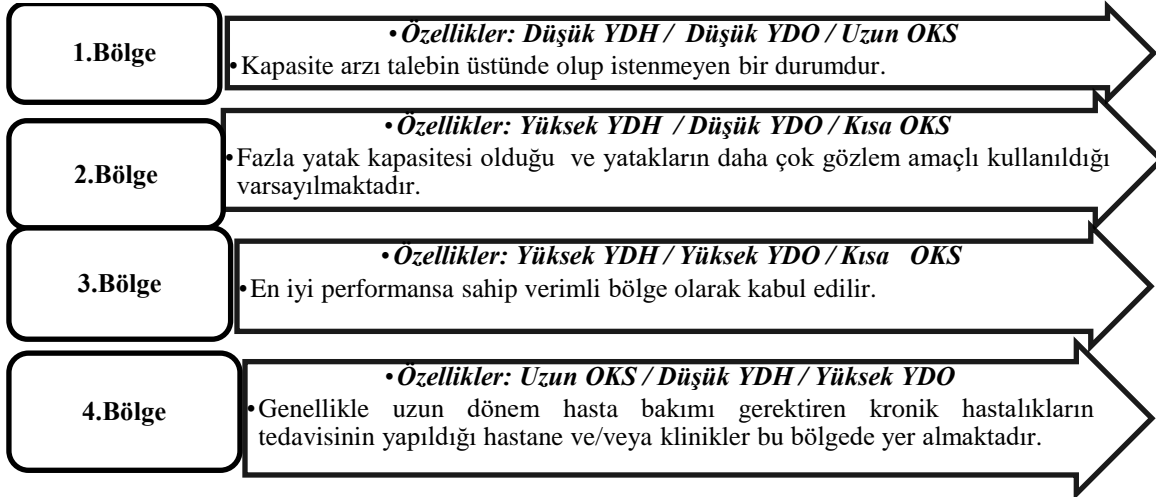 1.Bölge
•Özellikler: Düşük YDH / Düşük YDO / Uzun OKS
•Kapasite arzı talebin üstünde olup istenmeyen bir durumdur.
2.Bölge
•Özellikler: Yüksek YDH / Düşük YDO / Kısa OKS
•Fazla yatak kapasitesi olduğu ve yatakların daha çok gözlem amaçlı kullanıldığı
varsayılmaktadır.
3.Bölge
•Özellikler: Yüksek YDH / Yüksek YDO / Kısa OKS
•En iyi performansa sahip verimli bölge olarak kabul edilir.
4.Bölge
•Özellikler: Uzun OKS / Düşük YDH / Yüksek YDO
•Genellikle uzun dönem hasta bakımı gerektiren kronik hastalıkların
tedavisinin yapıldığı hastane ve/veya klinikler bu bölgede yer almaktadır.